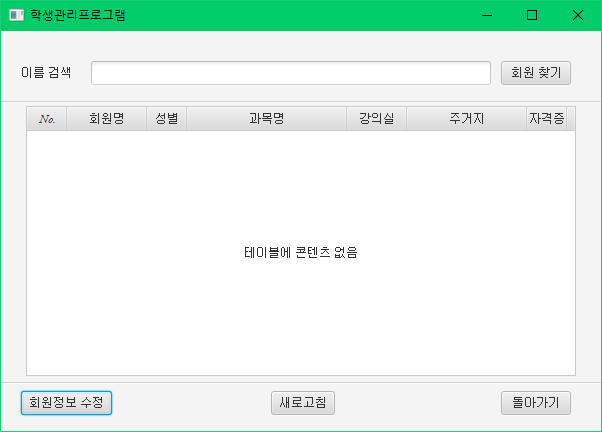 학생관리프로그램
이름 검색 회원 찾기
No. 회원명 성별 과목명 강의실 주거지 자격증
테이블에 콘텐츠 없음
회원정보 수정 새로고침 돌아가기